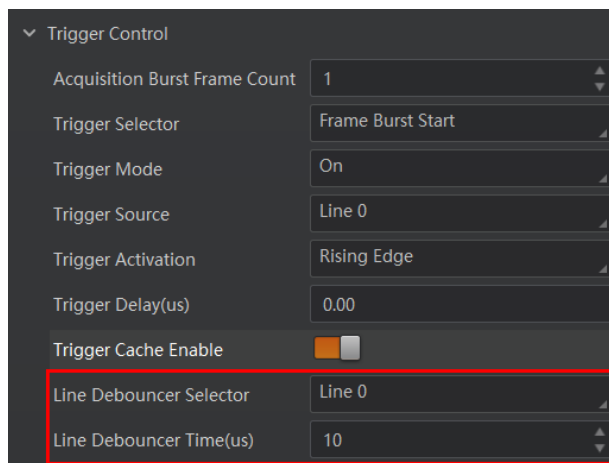 Trigger Control
Acquisition Burst Frame Count 1
Trigger Selector Frame Burst Start
Trigger Mode On
Trigger Source Line 0
Trigger Activation Rising Edge
Trigger Delay(us) 0.00
Trigger Cache Enable
Line Debouncer Selector Line 0
Line Debouncer Time(us) 10